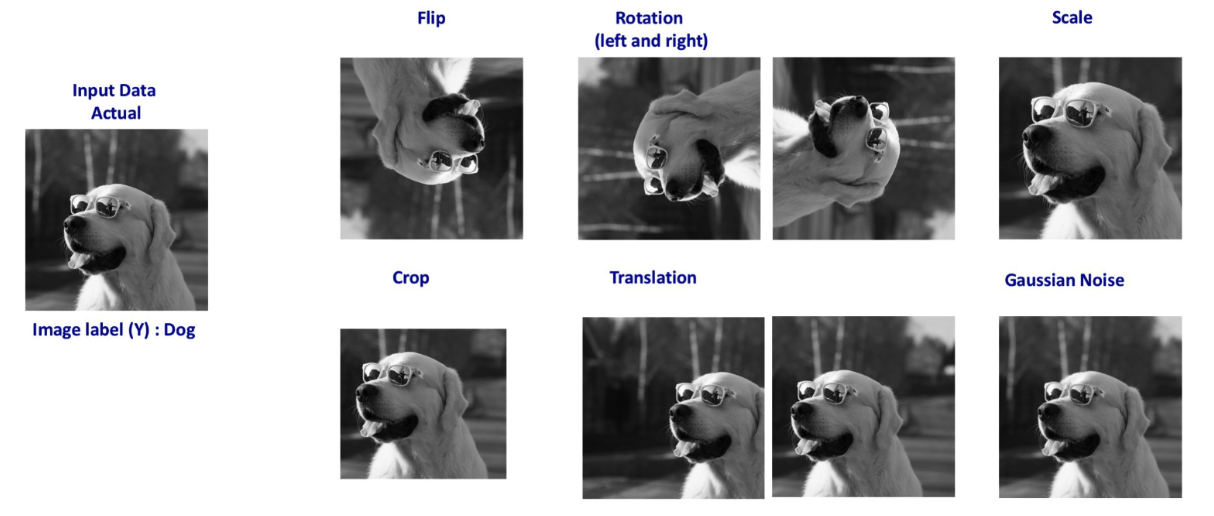 Flip
Rotation
(left and right)
Scale
Input Data
Actual
Image label (Y) : Dog
Crop
Translation
Gaussian Noise